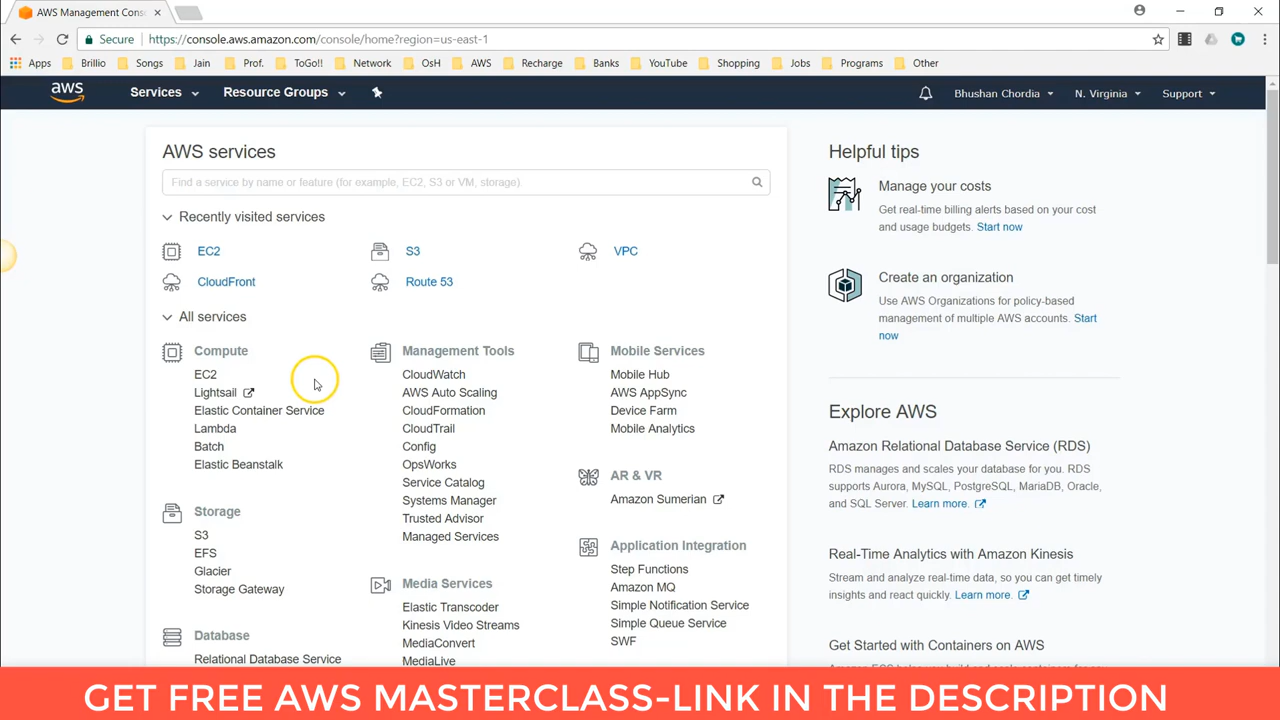 AWS Management Conso
Secure
https://console.aws.amazon.com/console/home?region=us-east-1
Apps
Brillio
Songs
Jain
Prof.
ToGo!!
Network
OsH
AWS
Recharge
Banks
YouTube
Shopping
Jobs
Programs
Other
aws
Services
Resource Groups
Bhushan Chordia
N. Virginia
Support
AWS services
Find a service by name or feature (for example, EC2, S3 or VM, storage).
Recently visited services
EC2
S3
VPC
CloudFront
Route 53
All services
Compute
EC2
Lightsail
Elastic Container Service
Lambda
Batch
Elastic Beanstalk
Storage
S3
EFS
Glacier
Storage Gateway
Database
Relational Database Service
Management Tools
CloudWatch
AWS Auto Scaling
CloudFormation
CloudTrail
Config
OpsWorks
Service Catalog
Systems Manager
Trusted Advisor
Managed Services
Media Services
Elastic Transcoder
Kinesis Video Streams
MediaConvert
MediaLive
Mobile Services
Mobile Hub
AWS AppSync
Device Farm
Mobile Analytics
AR & VR
Amazon Sumerian
Application Integration
Step Functions
Amazon MQ
Simple Notification Service
Simple Queue Service
SWF
Helpful tips
Manage your costs
Get real-time billing alerts based on your cost
and usage budgets. Start now
Create an organization
Use AWS Organizations for policy-based
management of multiple AWS accounts. Start
now
Explore AWS
Amazon Relational Database Service (RDS)
RDS manages and scales your database for you. RDS
supports Aurora, MySQL, PostgreSQL, MariaDB, Oracle,
and SQL Server. Learn more.
Real-Time Analytics with Amazon Kinesis
Stream and analyze real-time data, so you can get timely
insights and react quickly. Learn more.
Get Started with Containers on AWS
GET FREE AWS MASTERCLASS-LINK IN THE DESCRIPTION